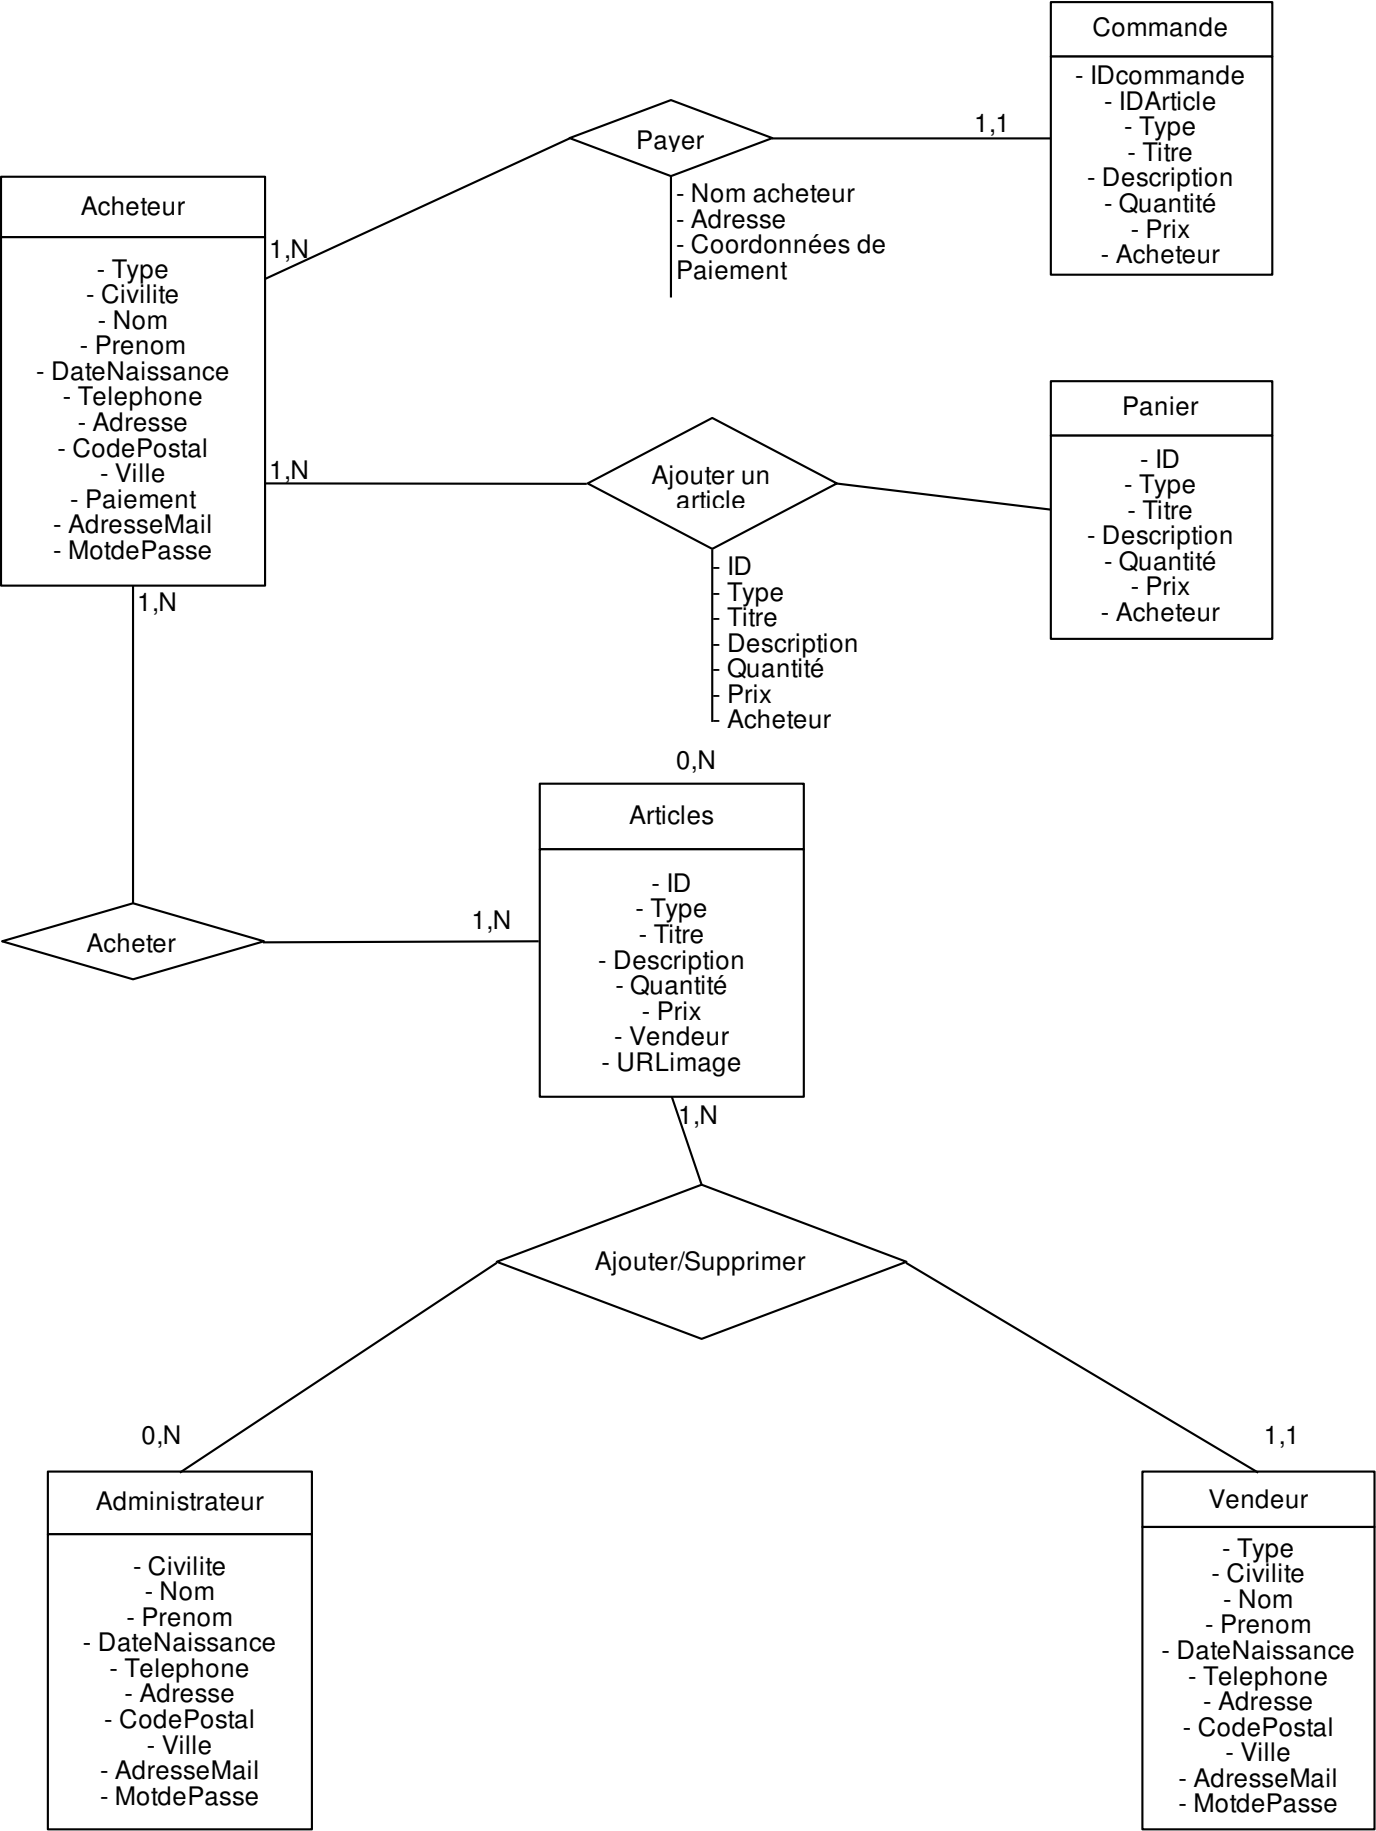 Commande
- IDcommande
- IDArticle
- Type
- Titre
- Description
- Quantité
- Prix
- Acheteur
Payer
1,1
- Nom acheteur
- Adresse
- Coordonnées de
Paiement
Acheteur
1,N
- Type
- Civilite
- Nom
- Prenom
- DateNaissance
- Telephone
- Adresse
- CodePostal
- Ville
- Paiement
- AdresseMail
- MotdePasse
1,N
1,N
Ajouter un
article
- ID
- Type
- Titre
- Description
- Quantité
- Prix
- Acheteur
Panier
- ID
- Type
- Titre
- Description
- Quantité
- Prix
- Acheteur
0,N
Articles
- ID
- Type
- Titre
- Description
- Quantité
- Prix
- Vendeur
- URLimage
Acheter
1,N
1,N
Ajouter/Supprimer
0,N
1,1
Administrateur
- Civilite
- Nom
- Prenom
- DateNaissance
- Telephone
- Adresse
- CodePostal
- Ville
- AdresseMail
- MotdePasse
Vendeur
- Type
- Civilite
- Nom
- Prenom
- DateNaissance
- Telephone
- Adresse
- CodePostal
- Ville
- AdresseMail
- MotdePasse